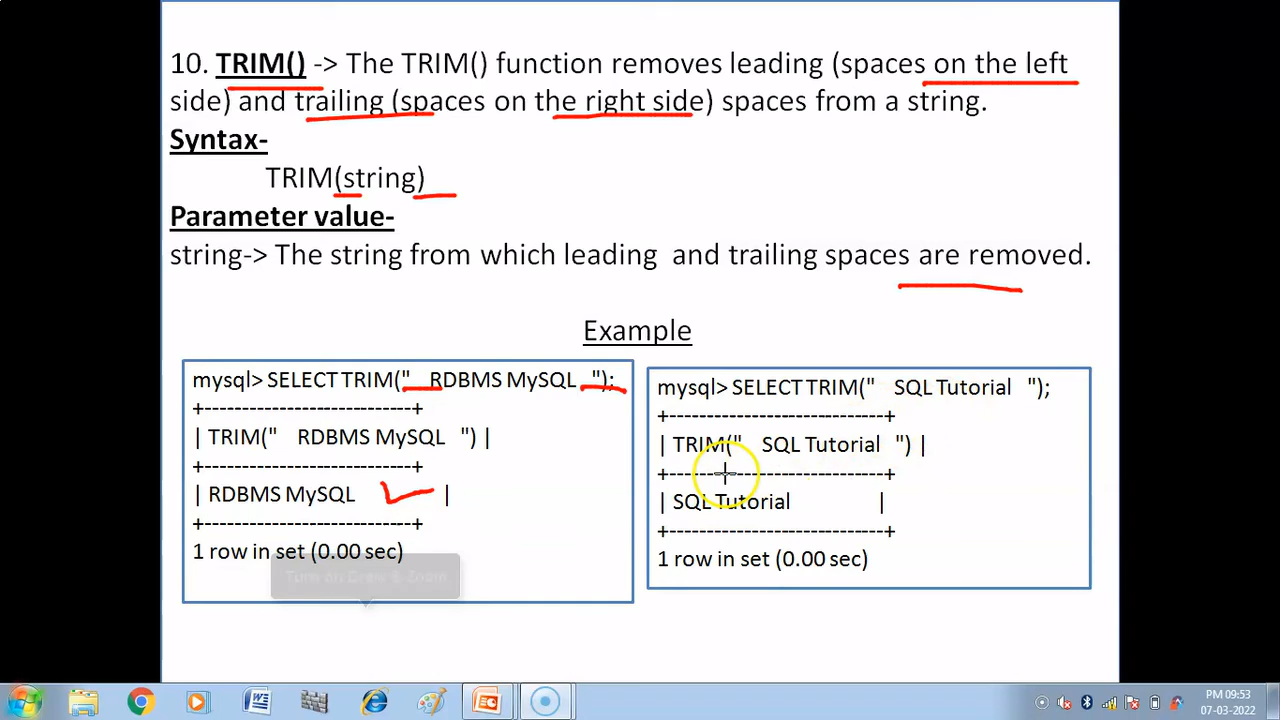 10. TRIM() -> The TRIM() function removes leading (spaces on the left
side) and trailing (spaces on the right side) spaces from a string.
Syntax-
TRIM(string)
Parameter value-
string-> The string from which leading  and trailing spaces are removed.
Example
mysql> SELECT TRIM("   RDBMS MySQL  ");
+-----------------------------+
| TRIM("   RDBMS MySQL  ") |
+-----------------------------+
| RDBMS MySQL            |
+-----------------------------+
1 row in set (0.00 sec)
mysql> SELECT TRIM("   SQL Tutorial  ");
+-----------------------------+
| TRIM("   SQL Tutorial  ") |
+-----------------------------+
| SQL Tutorial            |
+-----------------------------+
1 row in set (0.00 sec)
PM 09:53
07-03-2022